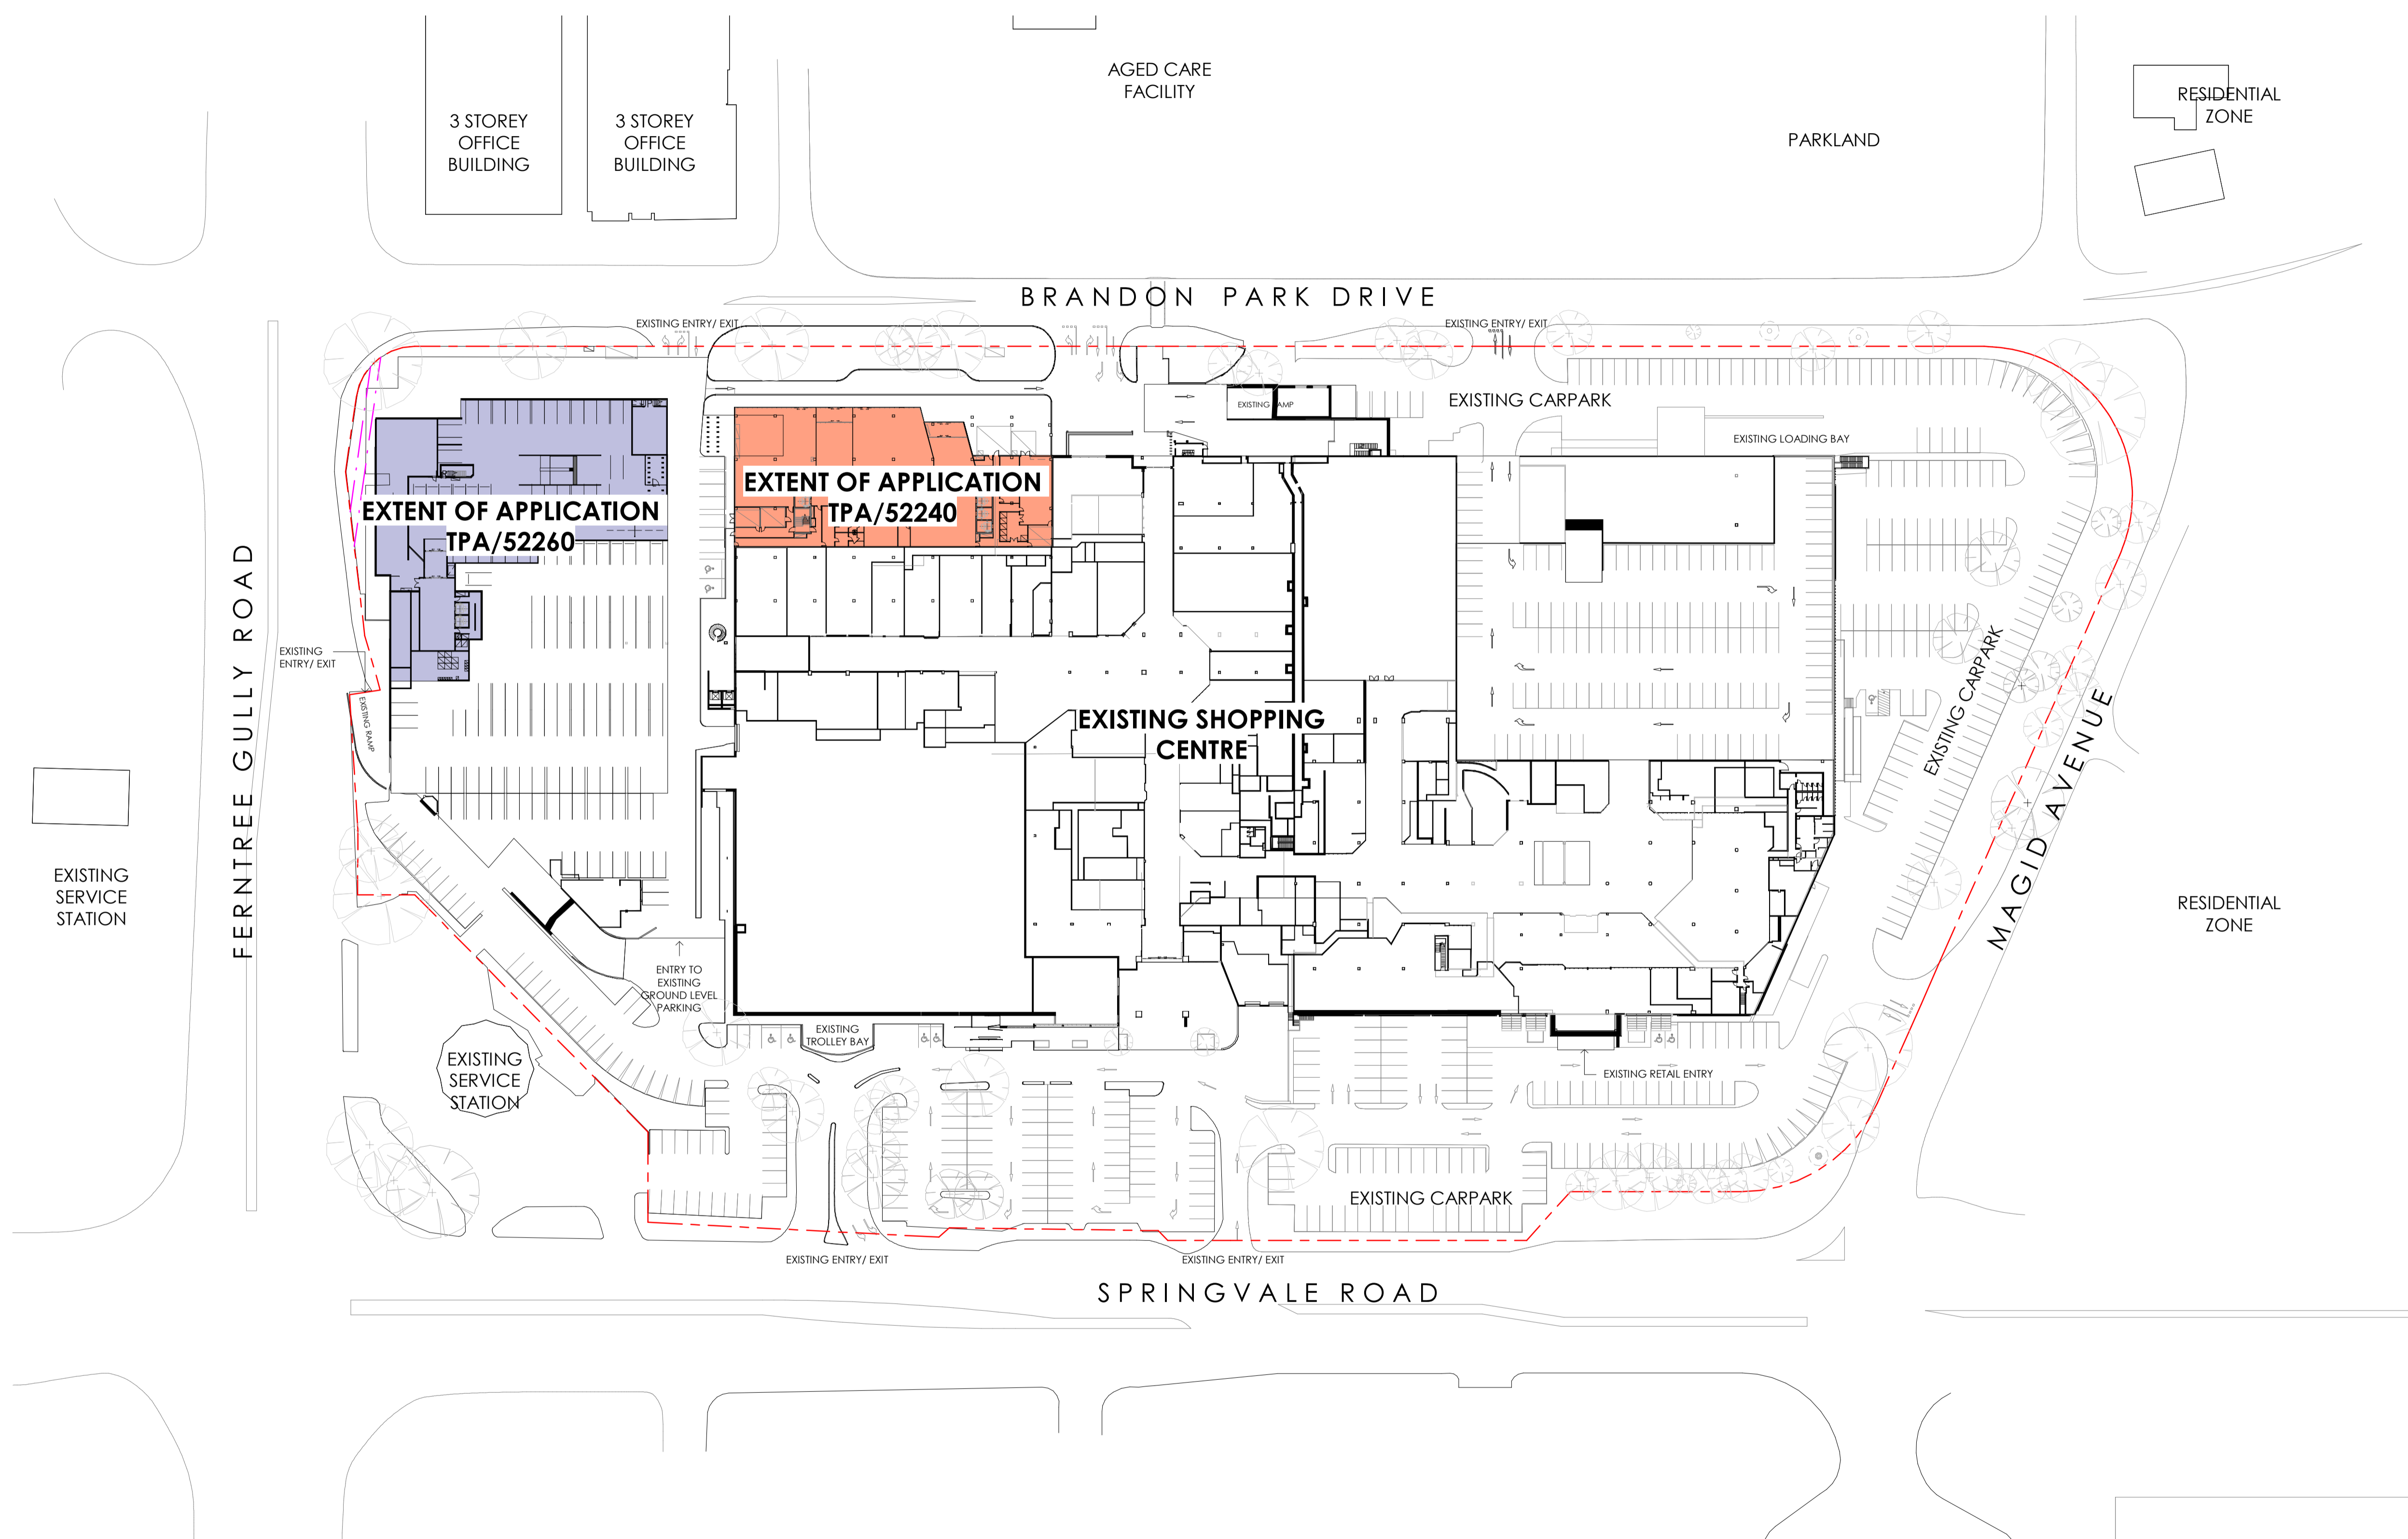 AGED CARE
FACILITY
RESIDENTIAL
ZONE
3 STOREY
OFFICE
BUILDING
3 STOREY
OFFICE
BUILDING
PARKLAND
BRANDON PARK DRIVE
EXISTING ENTRY/ EXIT
EXISTING ENTRY/ EXIT
EXISTING CARPARK
EXISTING RAMP
EXISTING LOADING BAY
UP
EXTENT OF APPLICATION
TPA/52240
EXTENT OF APPLICATION
TPA/52260
FERNTREE GULLY ROAD
EXISTING
ENTRY/ EXIT
EXISTING RAMP
EXISTING SHOPPING
CENTRE
EXISTING CARPARK
MAGID AVENUE
EXISTING
SERVICE
STATION
RESIDENTIAL
ZONE
ENTRY TO
EXISTING
GROUND LEVEL
PARKING
EXISTING
TROLLEY BAY
EXISTING
SERVICE
STATION
EXISTING RETAIL ENTRY
EXISTING CARPARK
EXISTING ENTRY/ EXIT
EXISTING ENTRY/ EXIT
SPRINGVALE ROAD